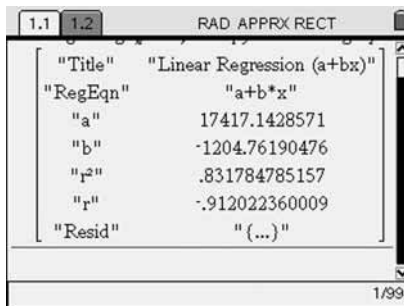 1.1 1.2 RAD APPRX RECT
"Title" "Linear Regression (a+bx)"
"RegEqn" "a+b*x"
"a" 17417.1428571
"b" -1204.76190476
"r²" .831784785157
"r" -.912022360009
"Resid" "{...}"
1/99